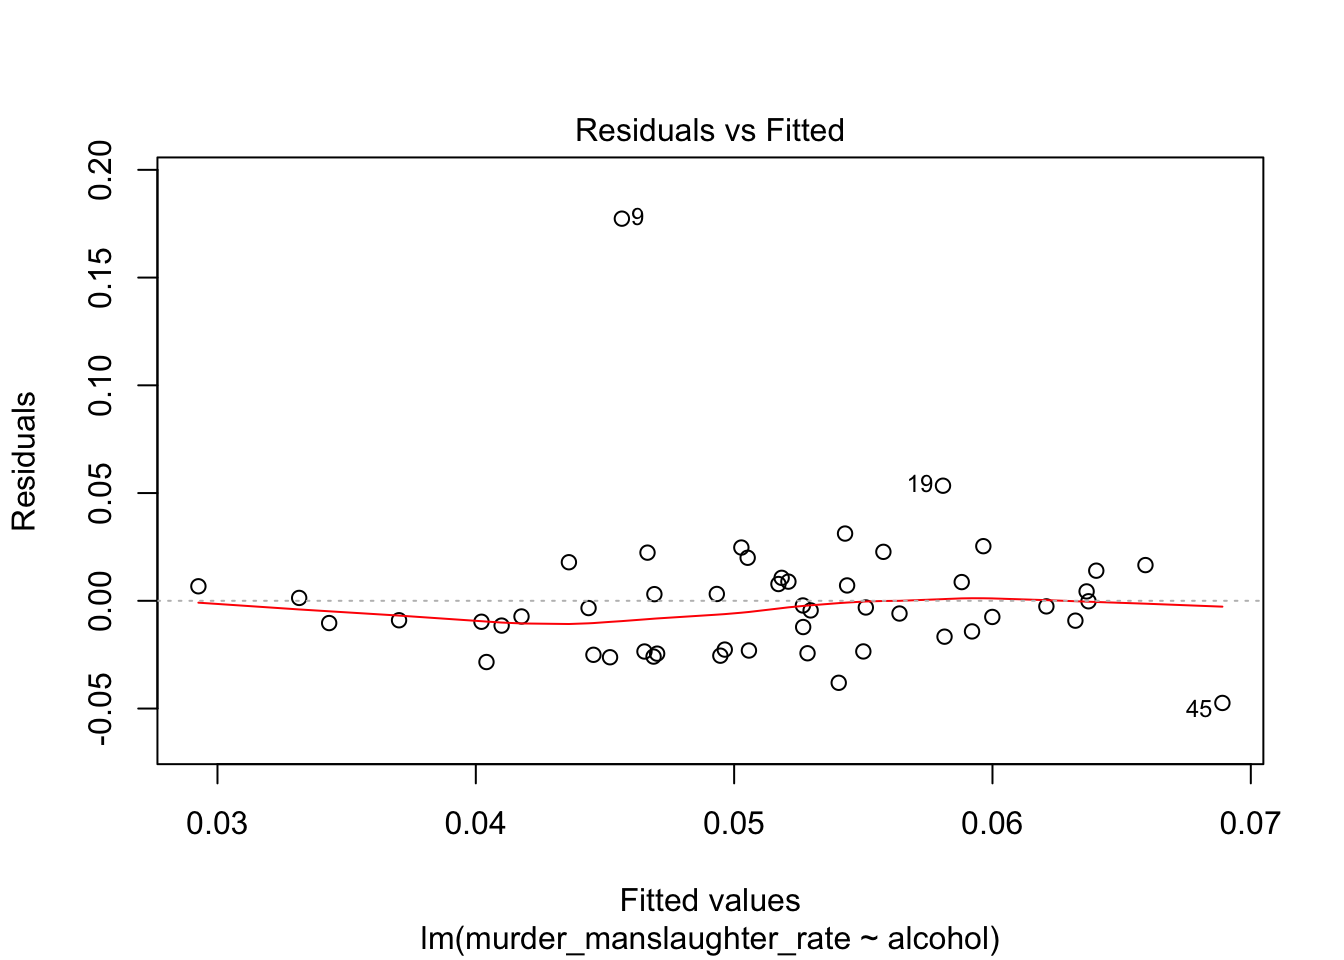 Residuals vs Fitted
Residuals
0.20
0.15
0.10
0.05
0.00
-0.05
9
19
45
0.03 0.04 0.05 0.06 0.07
Fitted values
lm(murder_manslaughter_rate ~ alcohol)